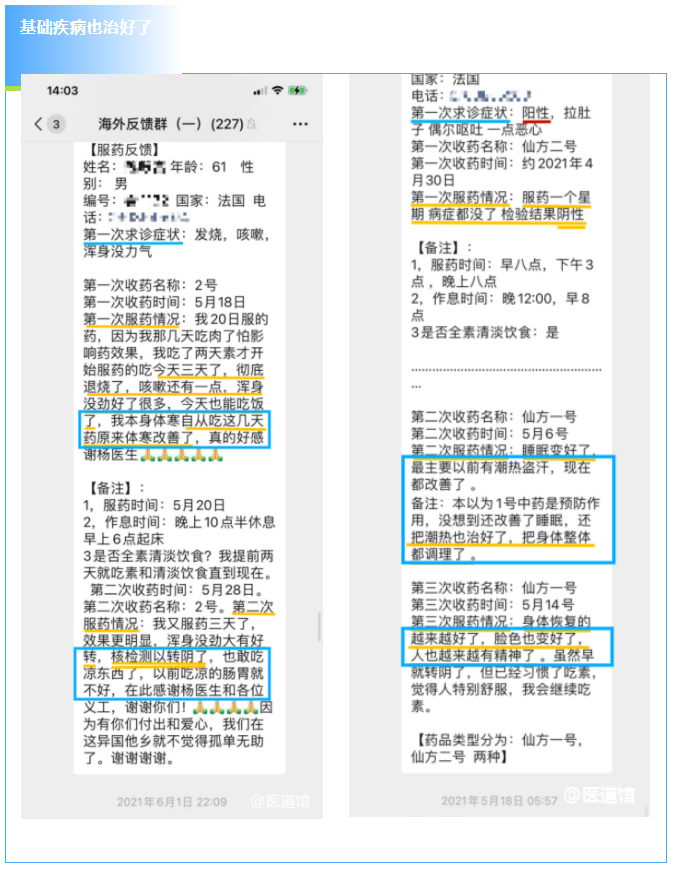 基础疾病也治好了
14:03
3
海外反馈群（一）(227)
【服药反馈】
姓名： 年龄：61 性
别：男
编号： 国家：法国 电
话：
第一次求诊症状：发烧，咳嗽，
浑身没力气
第一次收药名称：2号
第一次收药时间：5月18日
第一次服药情况：我20日服的
药，因为我那几天吃肉了怕影
响药效果，我吃了两天素才开
始服药的吃今天三天了，彻底
退烧了，咳嗽还有一点，浑身
没劲好了很多，今天也能吃饭
了，我本身体寒自从吃这几天
药原来体寒改善了，真的好感
谢杨医生🙏🙏🙏🙏🙏
【备注】：
1，服药时间：5月20日
2，作息时间：晚上10点半休息
早上6点起床
3是否全素清淡饮食？我提前两
天就吃素和清淡饮食直到现在。
第二次收药时间：5月28日。
第二次收药名称：2号。第二次
服药情况：我又服药三天了，
效果更明显，浑身没劲大有好
转，核检测以转阴了，也敢吃
凉东西了，以前吃凉的肠胃就
不好，在此感谢杨医生和各位
义工，谢谢你们！🙏🙏🙏🙏因
为有你们付出和爱心，我们在
这异国他乡就不觉得孤单无助
了。谢谢谢谢。
2021年6月1日 22:09
@医道馆
国家：法国
电话：
第一次求诊症状：阳性，拉肚
子 偶尔呕吐 一点恶心
第一次收药名称：仙方二号
第一次收药时间：约2021年4
月30日
第一次服药情况：服药一个星
期 病症都没了 检验结果阴性
【备注】：
1，服药时间：早八点，下午3
点 ，晚上八点
2，作息时间：晚12:00，早8
点
3是否全素清淡饮食：是
......................................................
...
第二次收药名称：仙方一号
第二次收药时间：5月6号
第二次服药情况：睡眠变好了，
最主要以前有潮热盗汗，现在
都改善了 。
备注：本以为1号中药是预防作
用，没想到还改善了睡眠，还
把潮热也治好了，把身体整体
都调理了 。
第三次收药名称：仙方一号
第三次收药时间：5月14号
第三次服药情况：身体恢复的
越来越好了，脸色也变好了，
人也越来越有精神了 。虽然早
就转阴了，但已经习惯了吃素，
觉得人特别舒服，我会继续吃
素。
【药品类型分为：仙方一号，
仙方二号 两种】
2021年5月18日 05:57
@医道馆